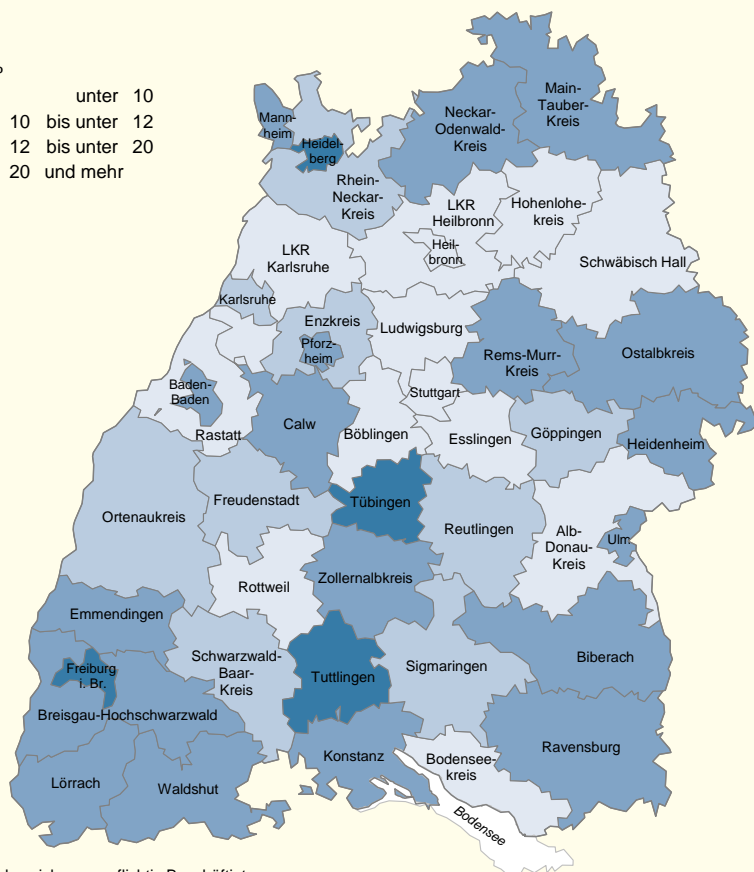 %
unter 10
10 bis unter 12
12 bis unter 20
20 und mehr
Main-
Tauber-
Kreis
Neckar-
Odenwald-
Kreis
Mann-
heim
Heidel-
berg
Rhein-
Neckar-
Kreis
LKR
Heilbronn
Hohenlohe-
kreis
Heil-
bronn
LKR
Karlsruhe
Schwäbisch Hall
Karlsruhe
Enzkreis
Ludwigsburg
Pforz-
heim
Rems-Murr-
Kreis
Ostalbkreis
Baden-
Baden
Stuttgart
Rastatt
Calw
Böblingen
Esslingen
Göppingen
Heidenheim
Ortenaukreis
Freudenstadt
Tübingen
Reutlingen
Alb-
Donau-
Kreis
Ulm
Rottweil
Zollernalbkreis
Emmendingen
Freiburg
i. Br.
Schwarzwald-
Baar-
Kreis
Tuttlingen
Sigmaringen
Biberach
Breisgau-Hochschwarzwald
Konstanz
Bodensee-
kreis
Ravensburg
Lörrach
Waldshut
Bodensee